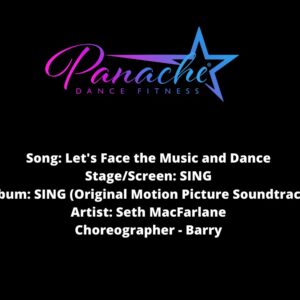 Panaché
DANCE FITNESS
Song: Let's Face the Music and Dance
Stage/Screen: SING
bum: SING (Original Motion Picture Soundtrac
Artist: Seth MacFarlane
Choreographer - Barry